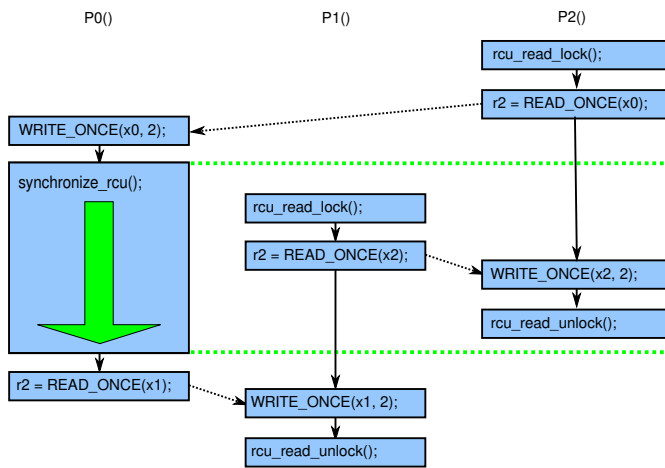 P0()
P1()
P2()
rcu_read_lock();
r2 = READ_ONCE(x0);
WRITE_ONCE(x0, 2);
synchronize_rcu();
rcu_read_lock();
r2 = READ_ONCE(x2);
WRITE_ONCE(x2, 2);
rcu_read_unlock();
r2 = READ_ONCE(x1);
WRITE_ONCE(x1, 2);
rcu_read_unlock();